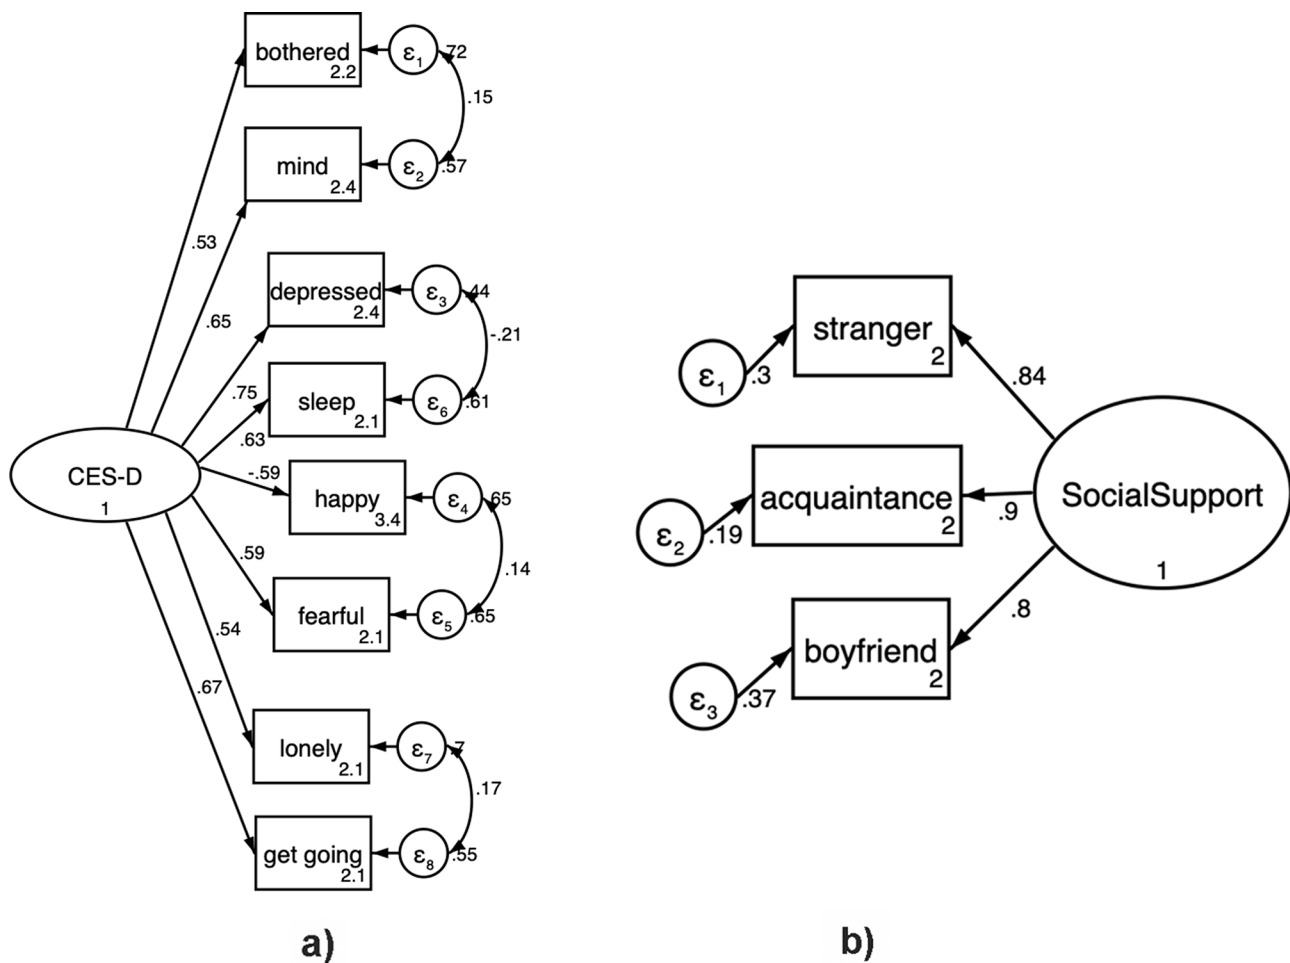 bothered
2.2
ε1
.72
.15
mind
2.4
ε2
.57
.53
.65
depressed
2.4
ε3
.44
-.21
.75
sleep
2.1
ε6
.61
.63
CES-D
1
-.59
happy
3.4
ε4
.65
.14
.59
fearful
2.1
ε5
.65
.54
.67
lonely
2.1
ε7
.7
.17
get going
2.1
ε8
.55
a)
stranger
2
ε1
.3
.84
acquaintance
2
ε2
.19
.9
SocialSupport
1
boyfriend
2
ε3
.37
.8
b)